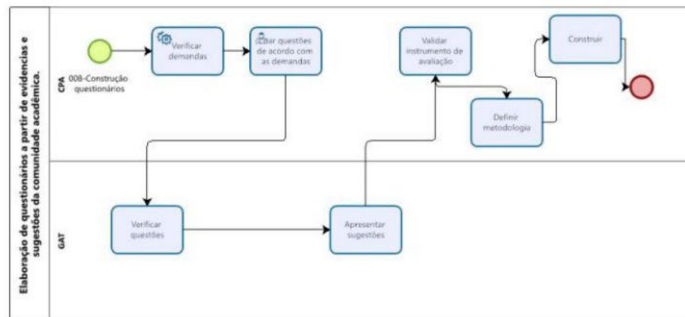 Elaboração de questionários a partir de evidencias e
sugestões da comunidade acadêmica.
CPA
008-Construção
questionários
Verificar
demandas
questões
de acordo com
as demandas
Validar
instrumento de
avaliação
Definir
metodologia
Construir
GAT
Verificar
questões
Apresentar
sugestões